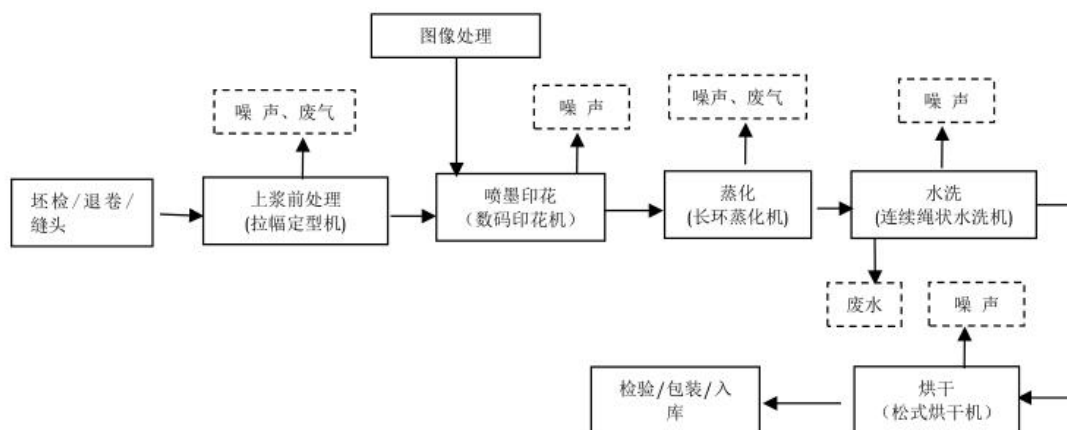 图像处理
噪 声、废气
噪 声
噪声、废气
噪 声
坯检/退卷/
缝头
上浆前处理
(拉幅定型机)
喷墨印花
（数码印花机）
蒸化
(长环蒸化机)
水洗
(连续绳状水洗机)
废水
噪 声
检验/包装/入
库
烘干
（松式烘干机）